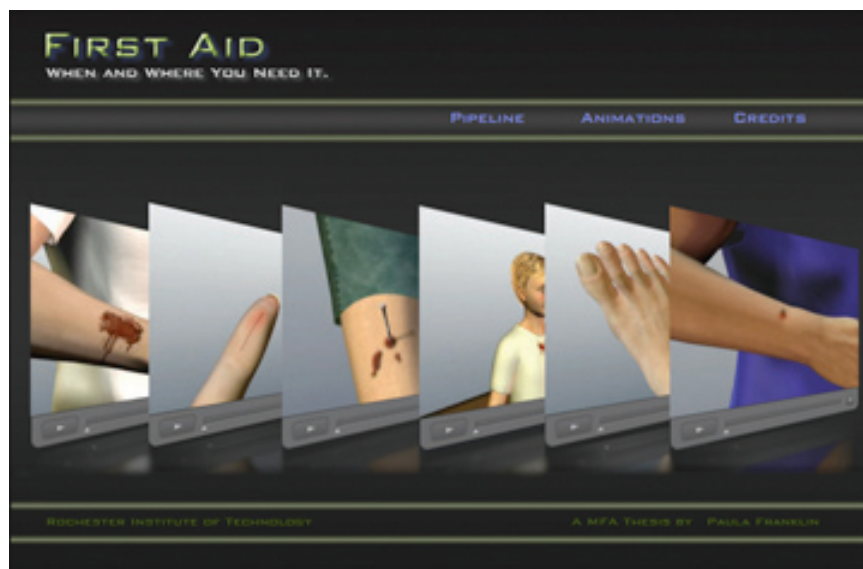 First Aid
When and Where You Need It.
Pipeline Animations Credits
Rochester Institute of Technology A MFA Thesis by Paula Franklin